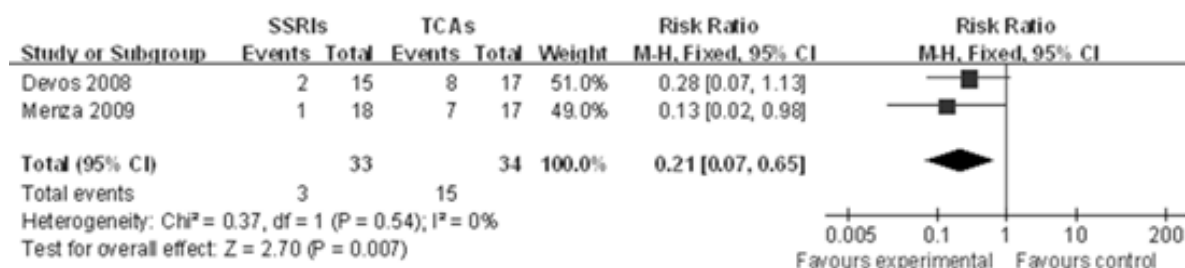 SSRIs TCAs Risk Ratio Risk Ratio
Study or Subgroup Events Total Events Total Weight M-H, Fixed, 95% CI M-H, Fixed, 95% CI
Devos 2008 2 15 8 17 51.0% 0.28 [0.07, 1.13]
Menza 2009 1 18 7 17 49.0% 0.13 [0.02, 0.98]
Total (95% CI) 33 34 100.0% 0.21 [0.07, 0.65]
Total events 3 15
Heterogeneity: Chi² = 0.37, df = 1 (P = 0.54); I² = 0%
Test for overall effect: Z = 2.70 (P = 0.007)
0.005 0.1 1 10 200
Favours experimental Favours control